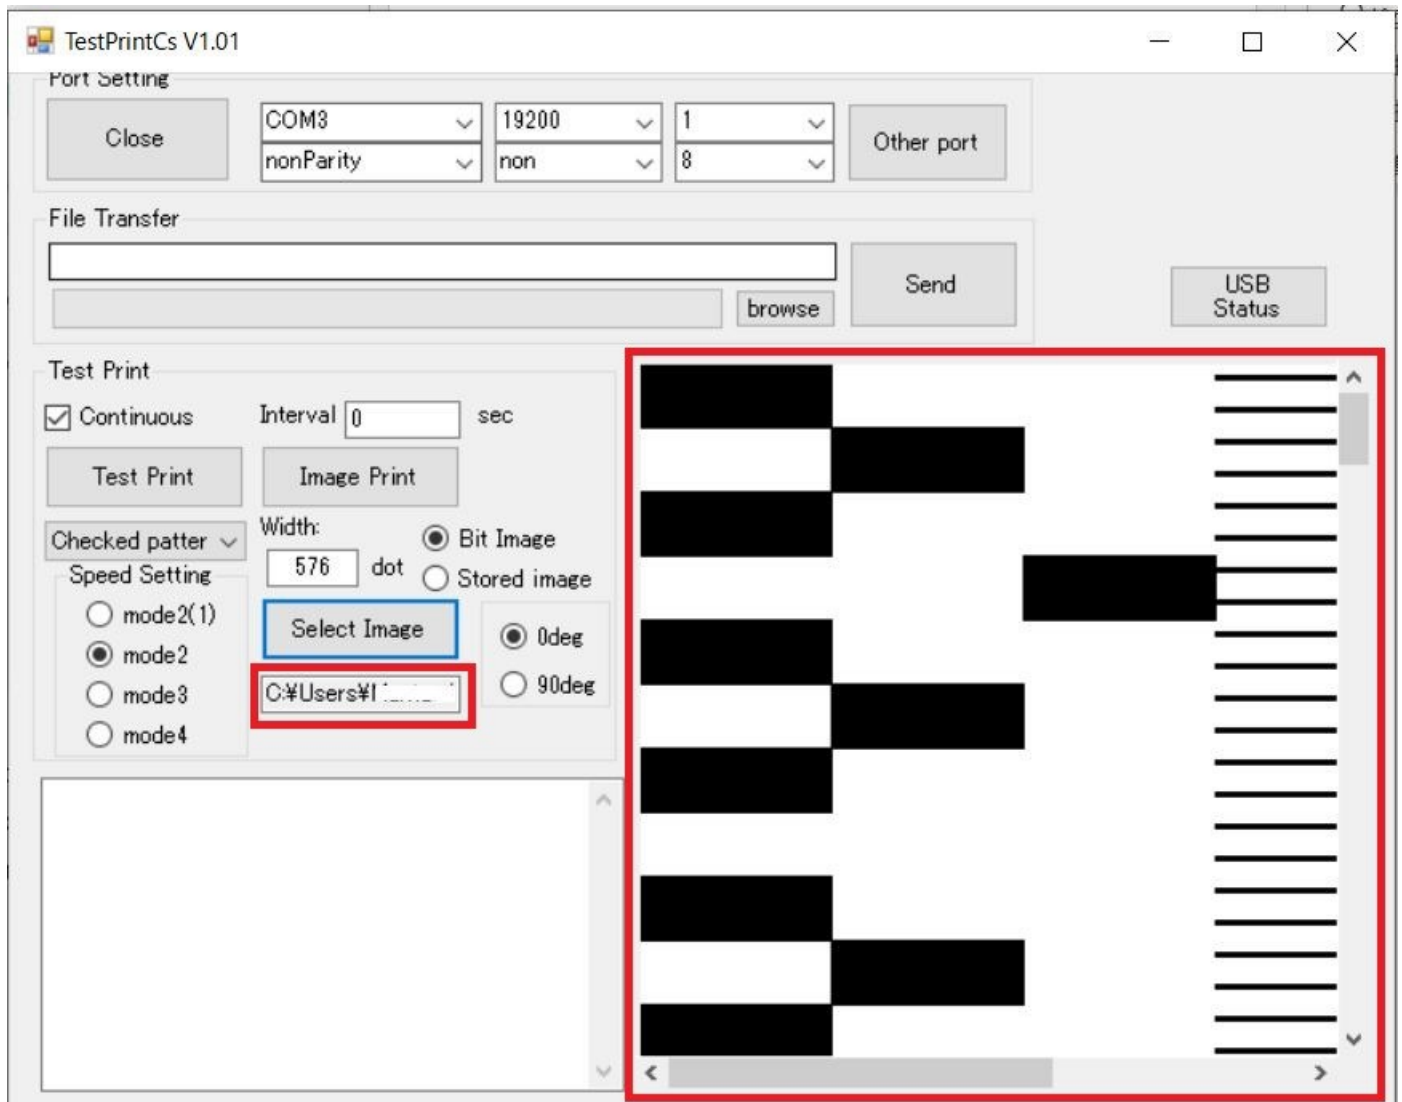 TestPrintCs V1.01
Port Setting
Close
COM3
19200
1
nonParity
non
8
Other port
File Transfer
browse
Send
USB
Status
Test Print
Continuous
Interval
0
sec
Test Print
Image Print
Checked patter
Width:
576
dot
Bit Image
Stored image
Speed Setting
mode2(1)
mode2
mode3
mode4
Select Image
C:¥Users¥
0deg
90deg